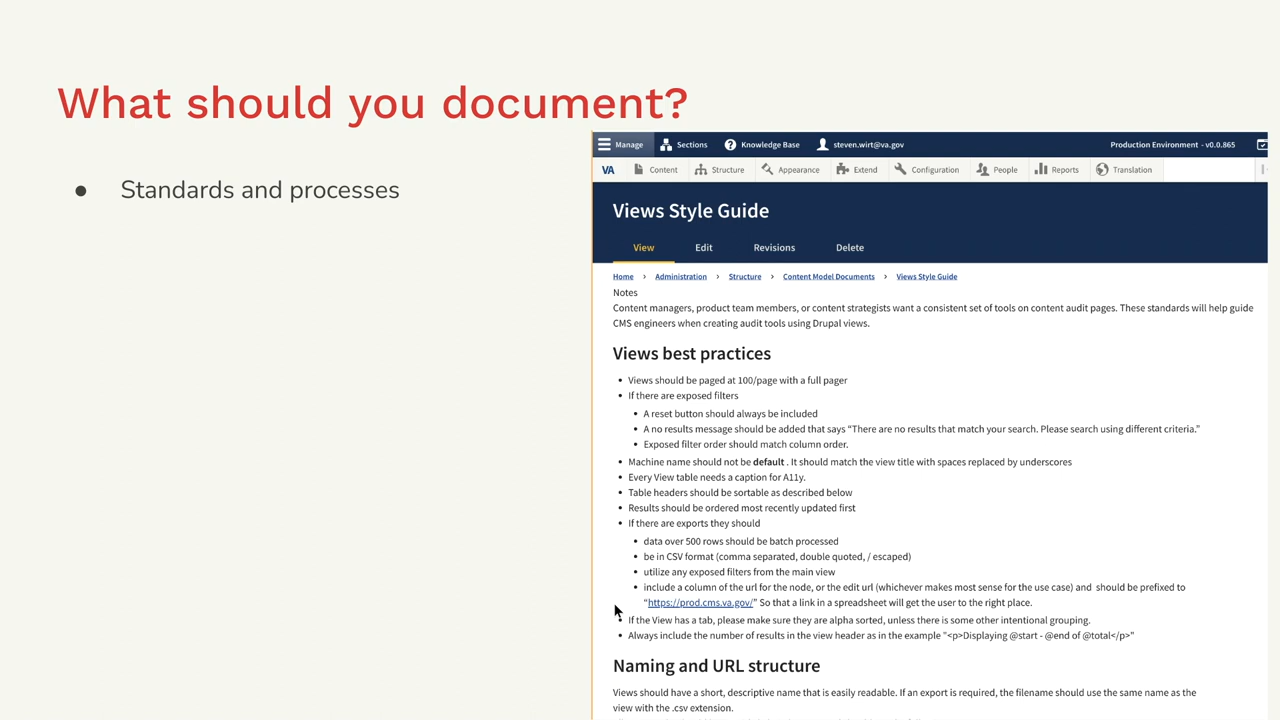 What should you document?
● Standards and processes
Manage Sections Knowledge Base steven.wirt@va.gov Production Environment - v0.0.865
VA Content Structure Appearance Extend Configuration People Reports Translation
Views Style Guide
View Edit Revisions Delete
Home › Administration › Structure › Content Model Documents › Views Style Guide
Notes
Content managers, product team members, or content strategists want a consistent set of tools on content audit pages. These standards will help guide
CMS engineers when creating audit tools using Drupal views.
Views best practices
• Views should be paged at 100/page with a full pager
• If there are exposed filters
• A reset button should always be included
• A no results message should be added that says “There are no results that match your search. Please search using different criteria.”
• Exposed filter order should match column order.
• Machine name should not be default . It should match the view title with spaces replaced by underscores
• Every View table needs a caption for A11y.
• Table headers should be sortable as described below
• Results should be ordered most recently updated first
• If there are exports they should
• data over 500 rows should be batch processed
• be in CSV format (comma separated, double quoted, / escaped)
• utilize any exposed filters from the main view
• include a column of the url for the node, or the edit url (whichever makes most sense for the use case) and should be prefixed to
“https://prod.cms.va.gov/” So that a link in a spreadsheet will get the user to the right place.
• If the View has a tab, please make sure they are alpha sorted, unless there is some other intentional grouping.
• Always include the number of results in the view header as in the example "<p>Displaying @start - @end of @total</p>"
Naming and URL structure
Views should have a short, descriptive name that is easily readable. If an export is required, the filename should use the same name as the
view with the .csv extension.